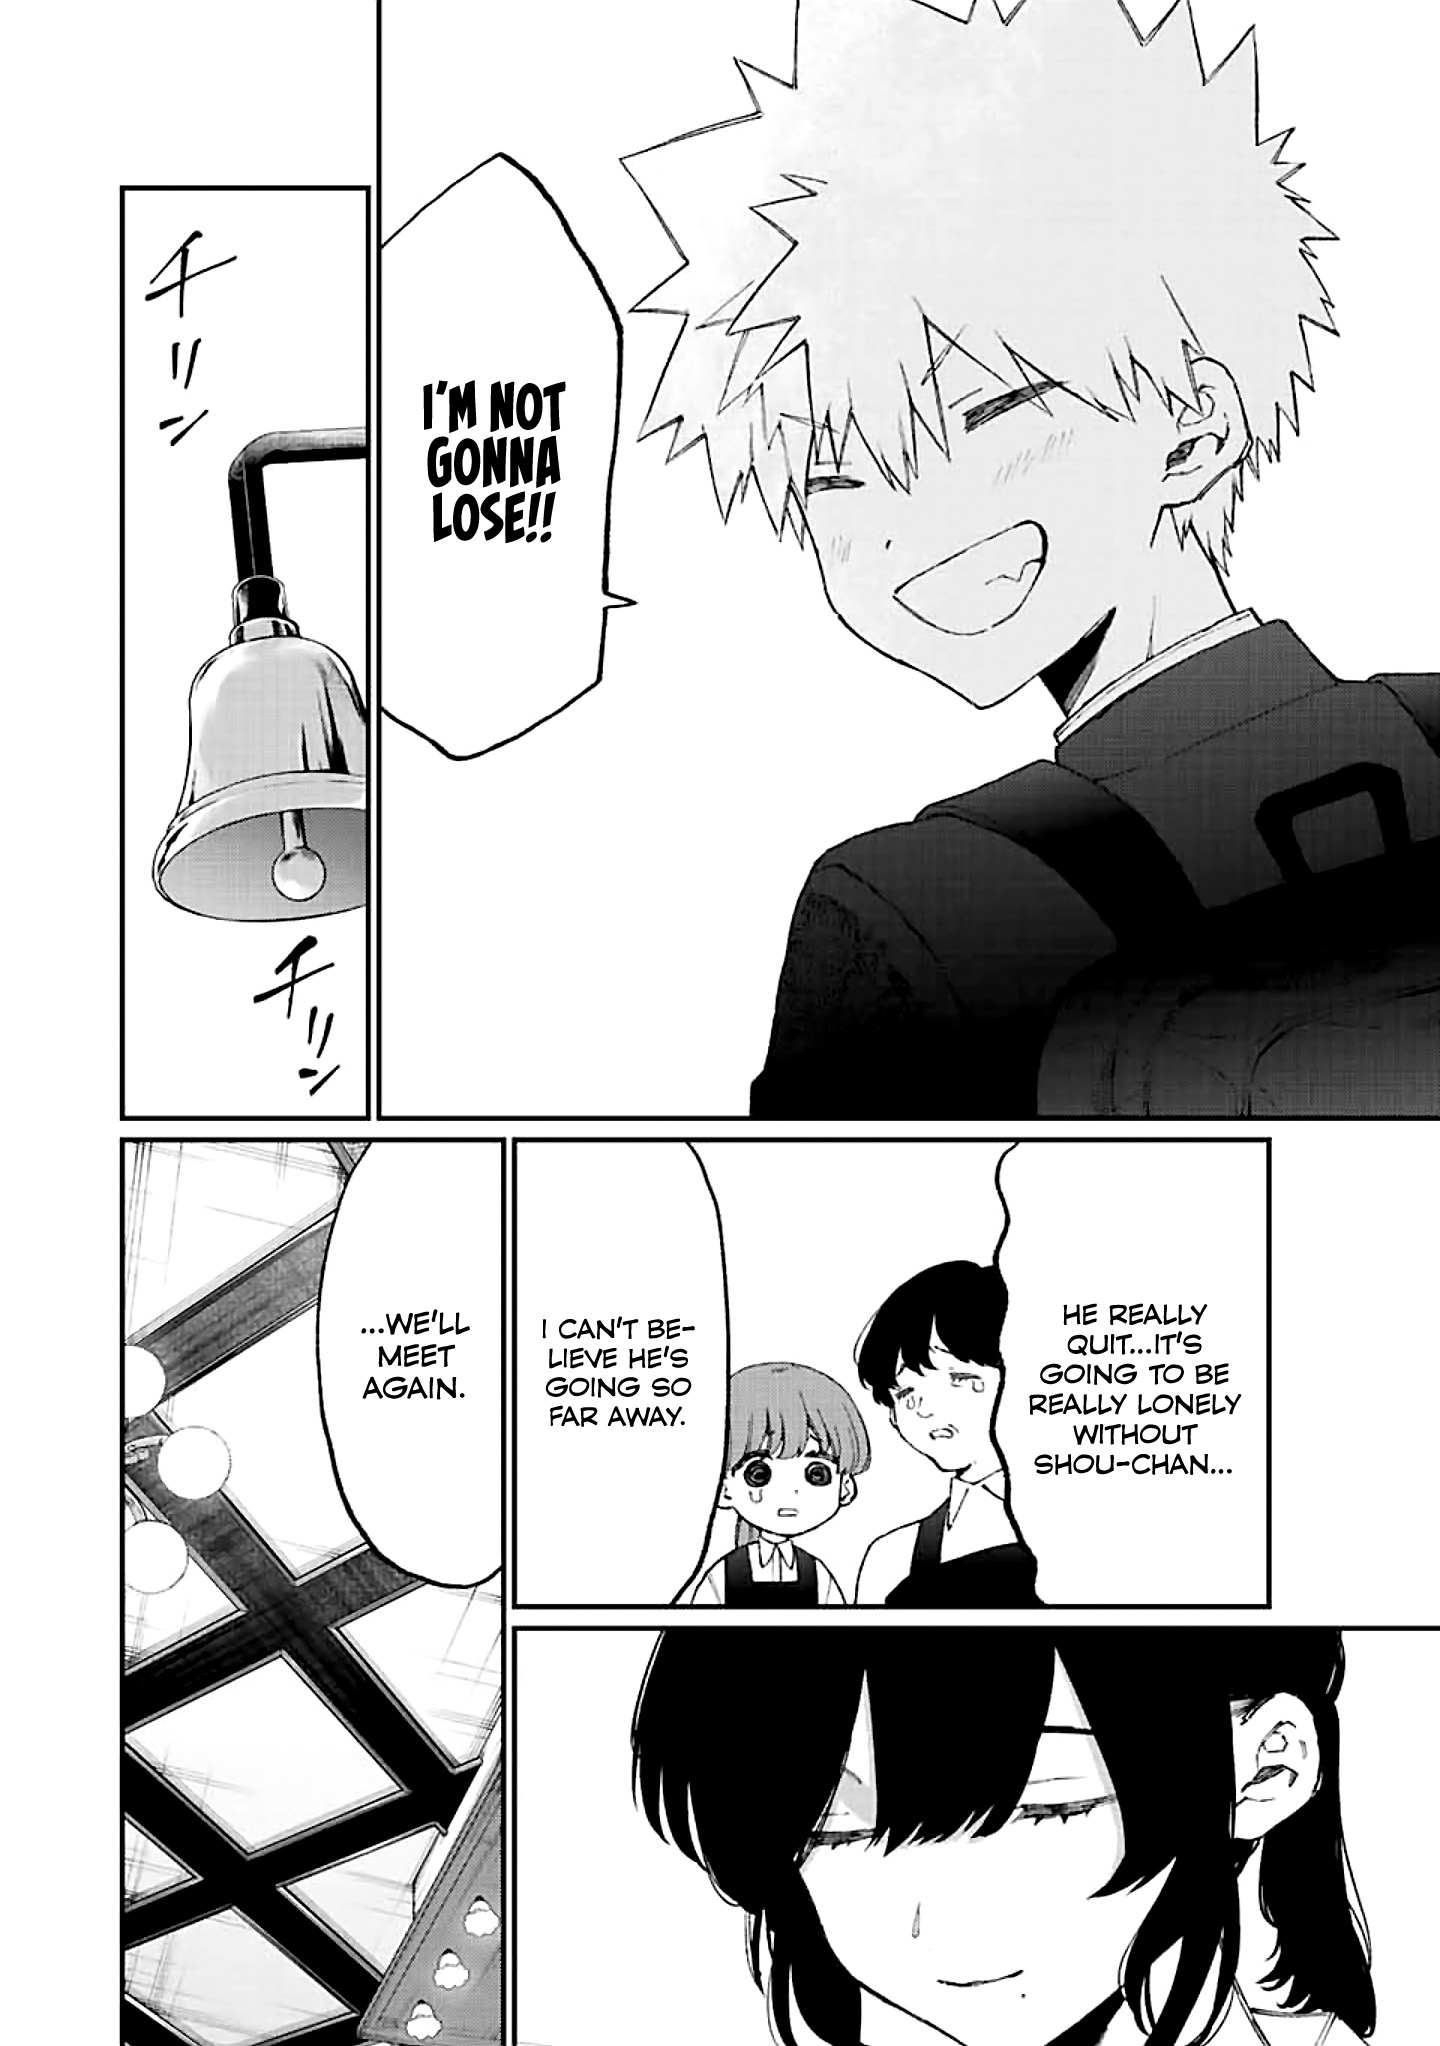 I'M NOT
GONNA
LOSE!!
チリン
チリン
HE REALLY
QUIT...IT'S
GOING TO BE
REALLY LONELY
WITHOUT
SHOU-CHAN...
I CAN'T BE-
LIEVE HE'S
GOING SO
FAR AWAY.
...WE'LL
MEET
AGAIN.